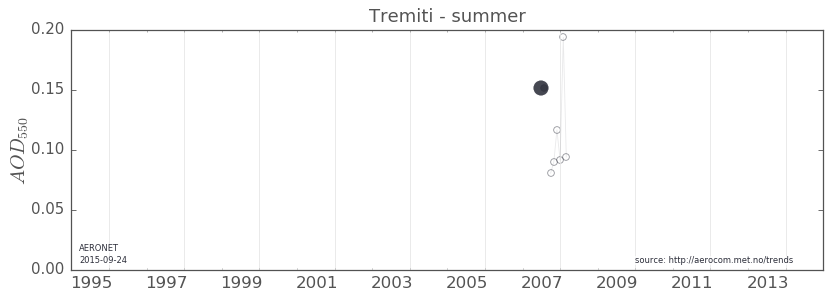 Tremiti - summer
0.20
0.15
0.10
0.05
0.00
AOD550
AERONET
2015-09-24
source: http://aerocom.met.no/trends
1995 1997 1999 2001 2003 2005 2007 2009 2011 2013